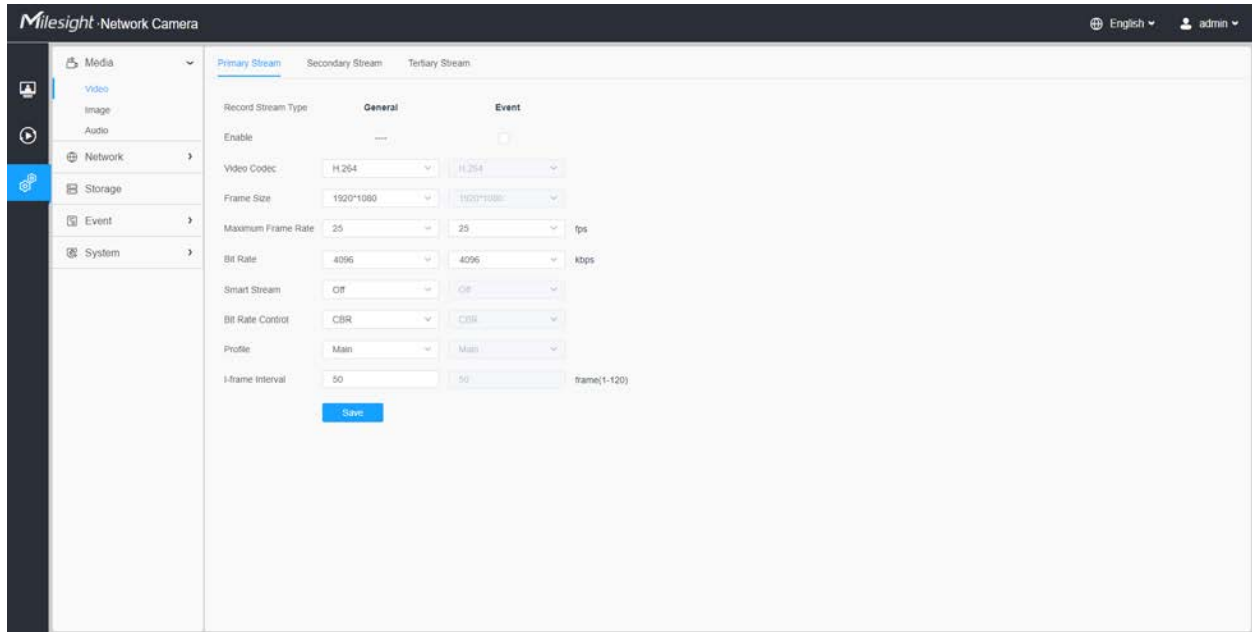 Milesight ·Network Camera English admin
Media
Video
Image
Audio
Network
Storage
Event
System
Primary Stream Secondary Stream Tertiary Stream
Record Stream Type General Event
Enable ---
Video Codec H.264 H.264
Frame Size 1920*1080 1920*1080
Maximum Frame Rate 25 25 fps
Bit Rate 4096 4096 kbps
Smart Stream Off Off
Bit Rate Control CBR CBR
Profile Main Main
I-frame Interval 50 50 frame(1-120)
Save